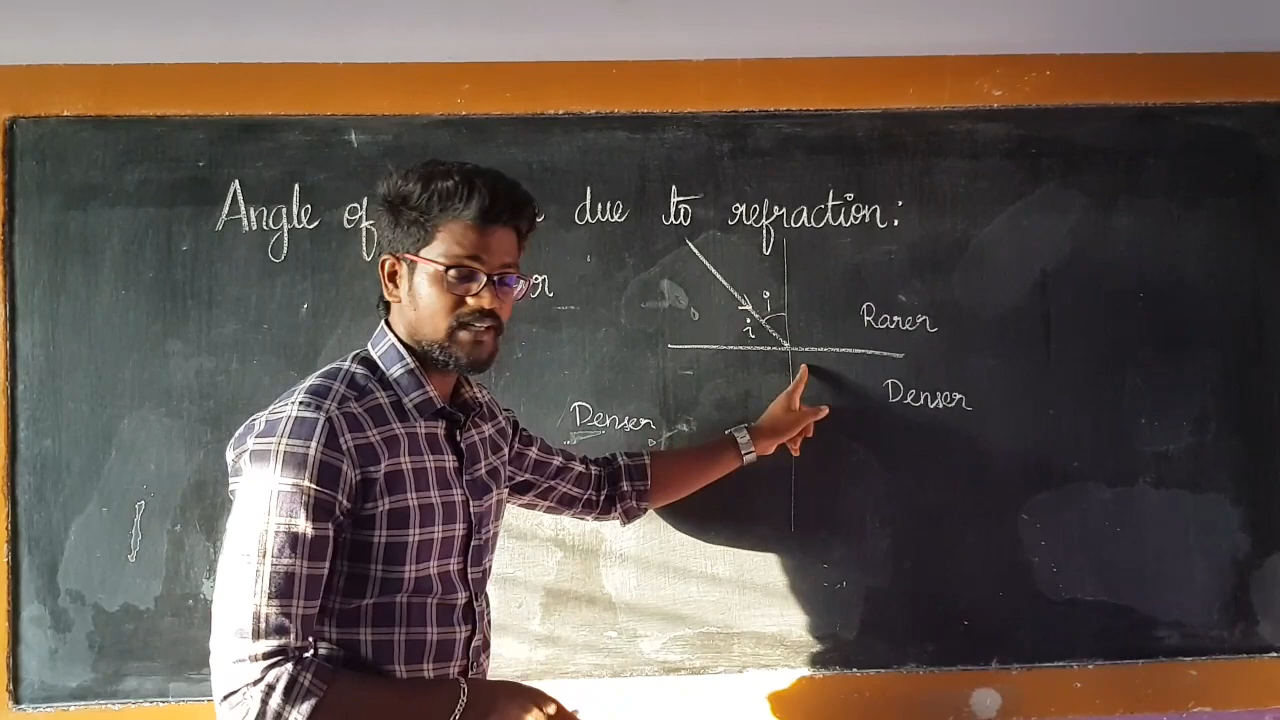 Angle of due to refraction:
i
i
Rarer
Denser
Denser